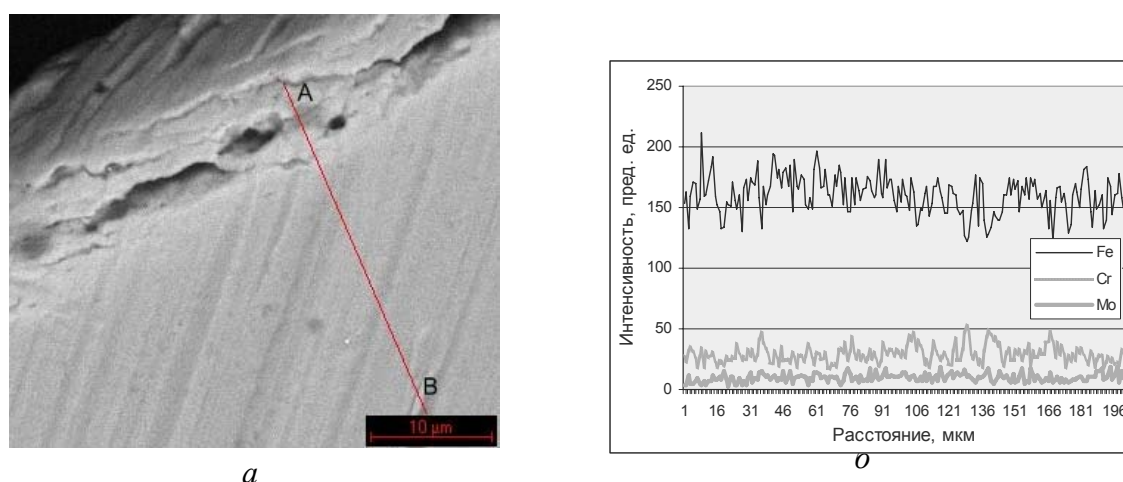 A
B
10 μm
а
250
200
150
100
50
0
Интенсивность, пред. ед.
Fe
Cr
Mo
1 16 31 46 61 76 91 106 121 136 151 166 181 196
Расстояние, мкм